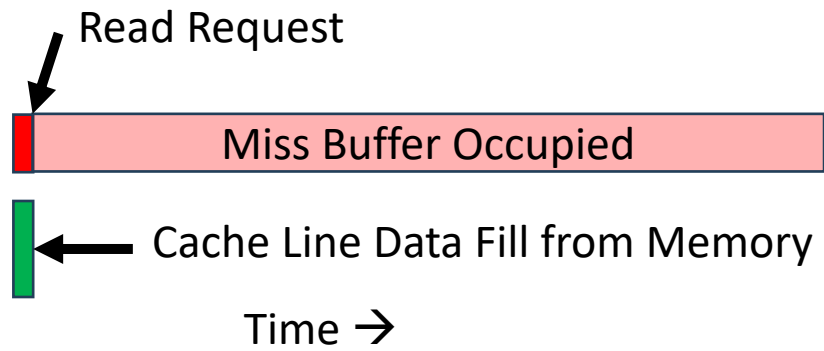 Read Request
Miss Buffer Occupied
Cache Line Data Fill from Memory
Time →